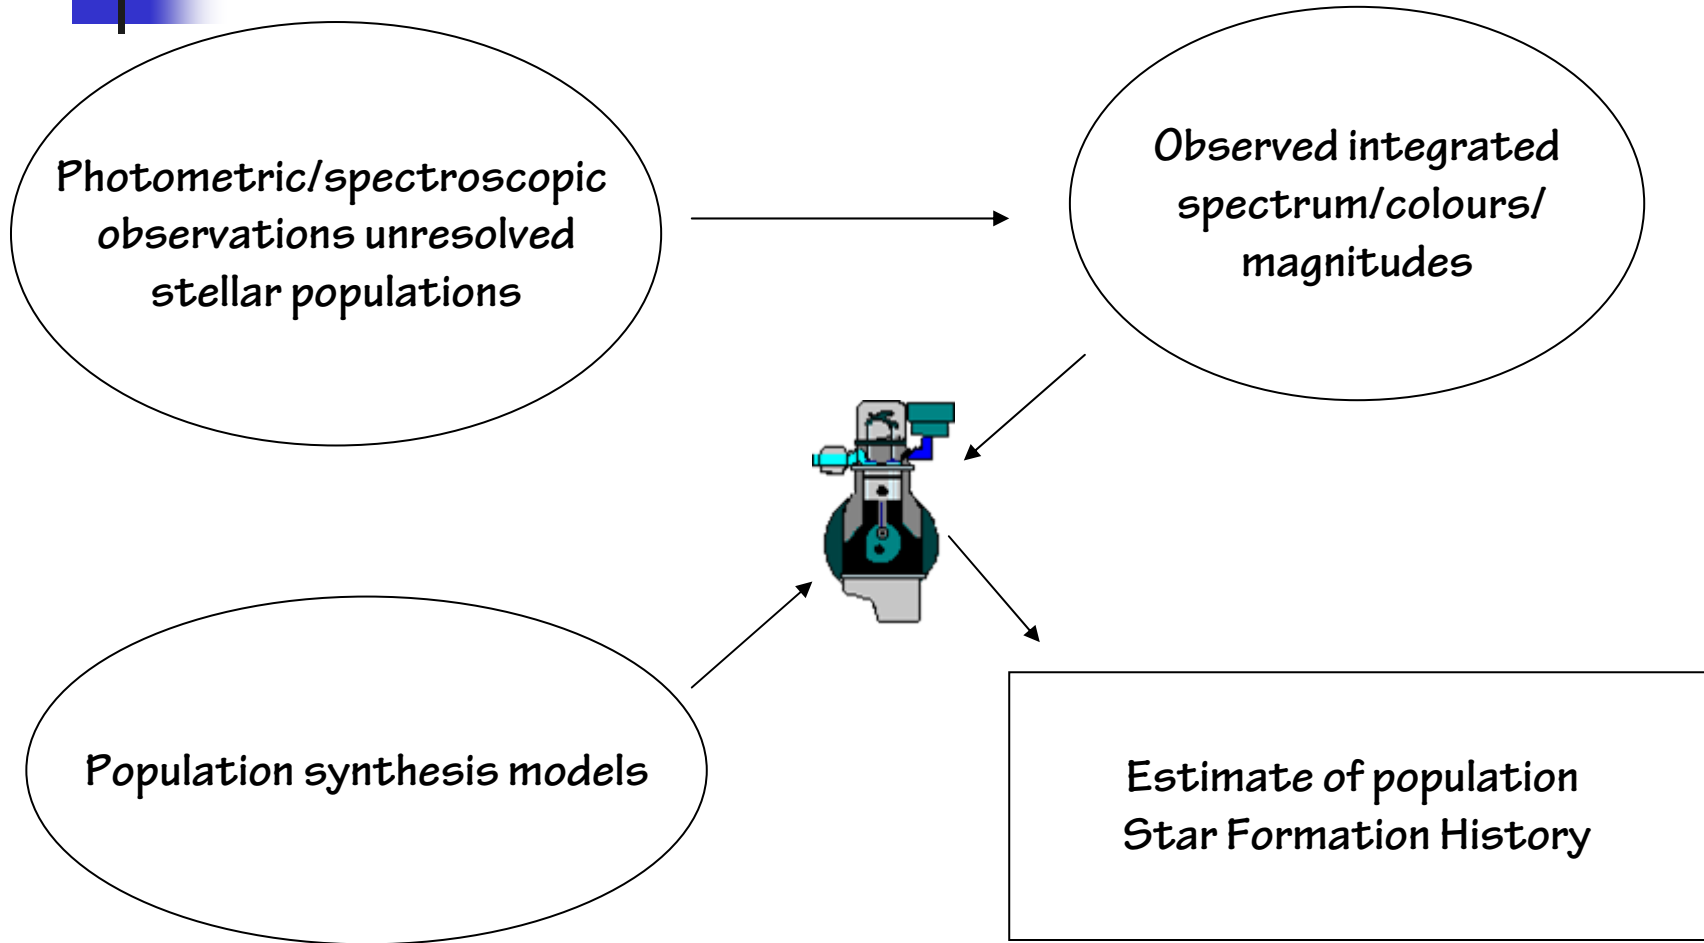 Photometric/spectroscopic
observations unresolved
stellar populations
Observed integrated
spectrum/colours/
magnitudes
Population synthesis models
Estimate of population
Star Formation History